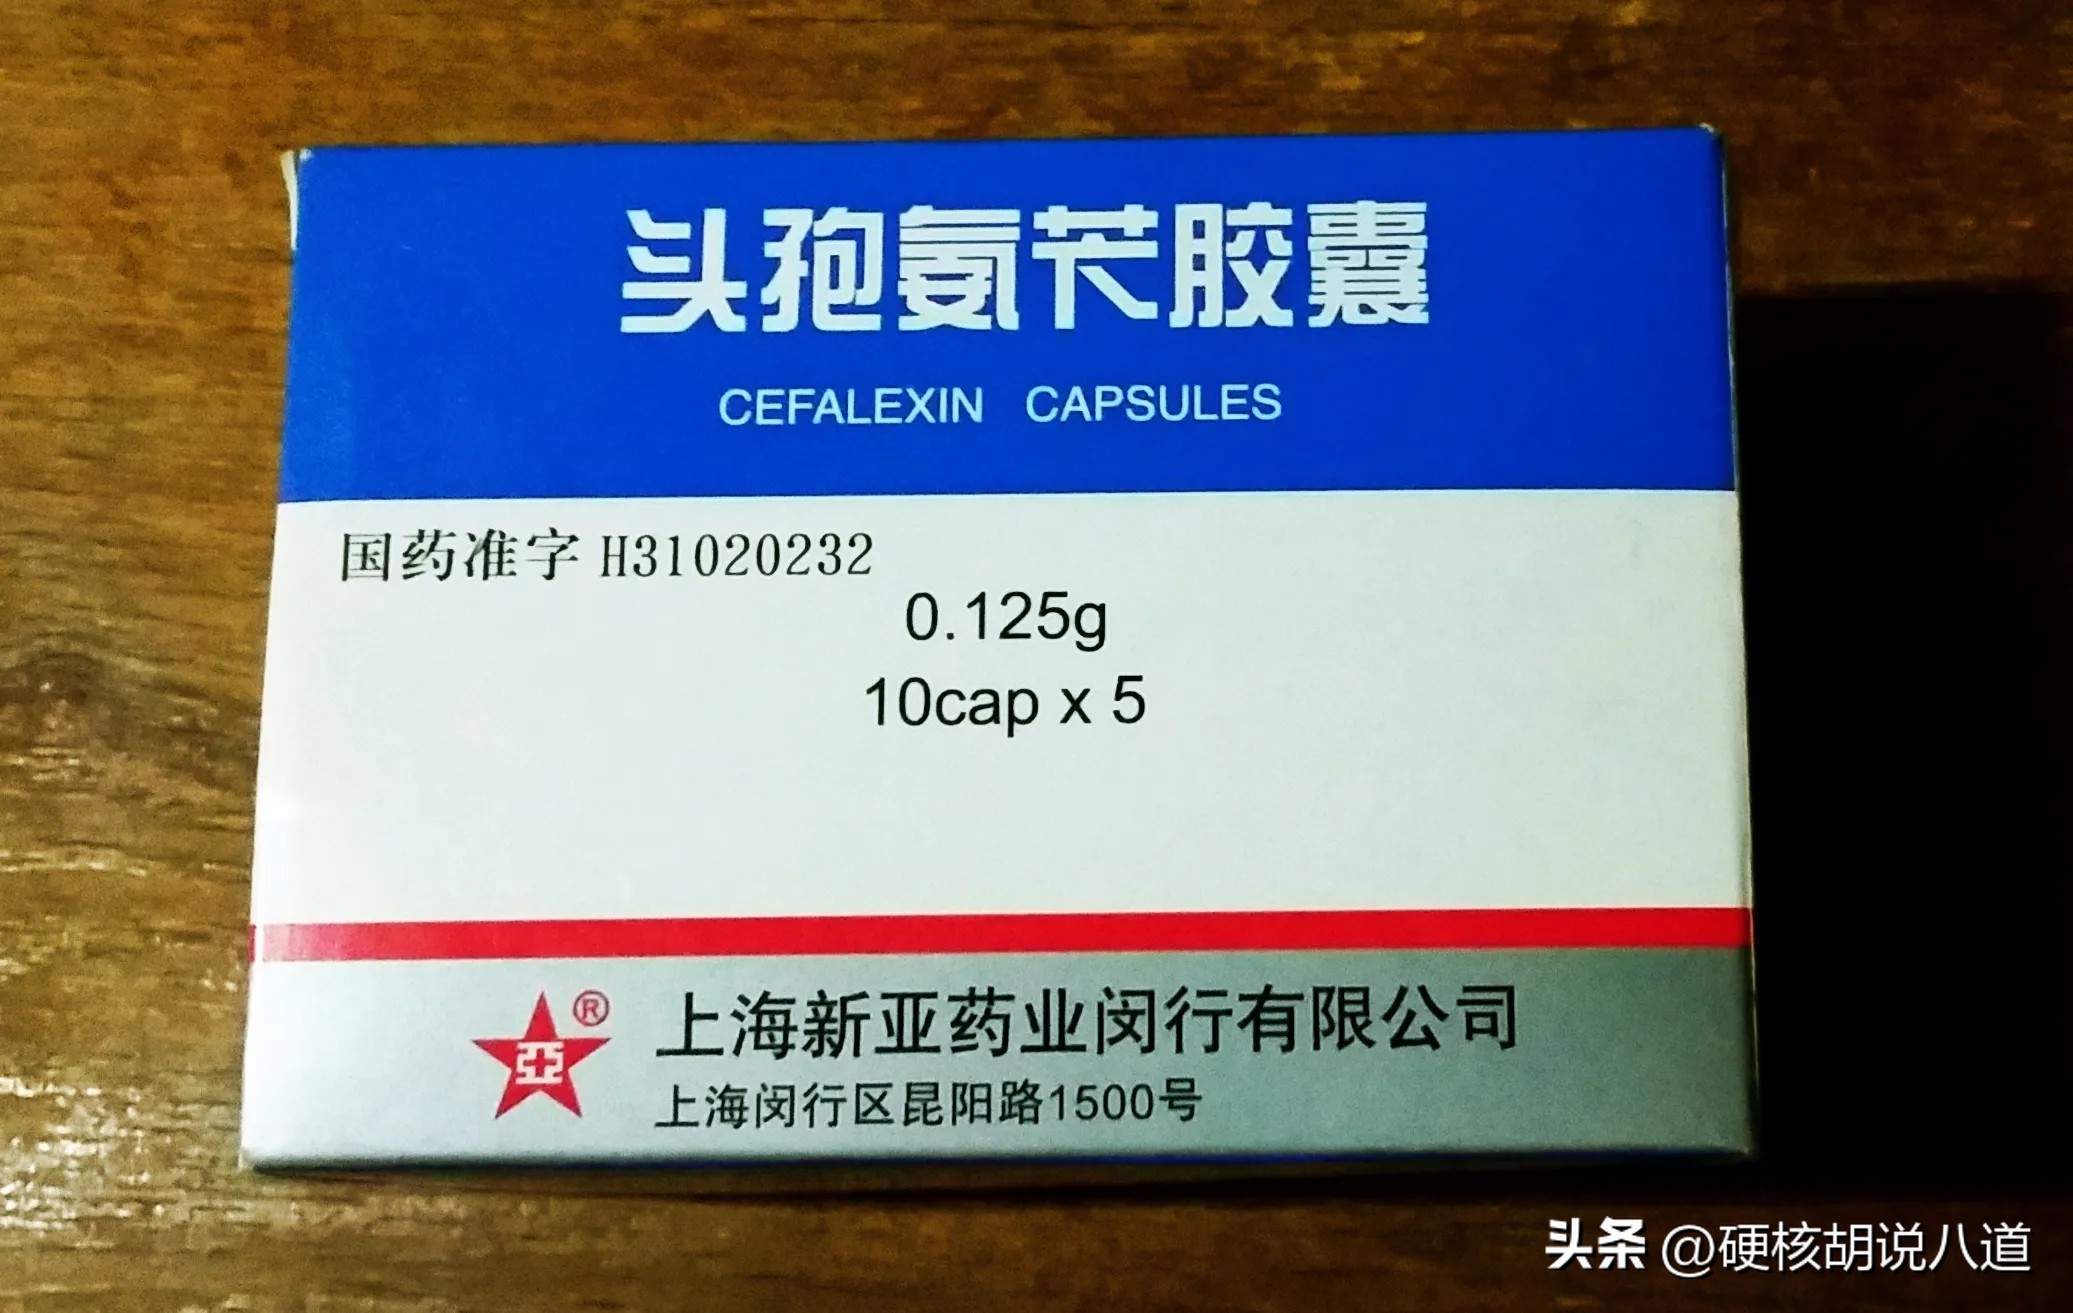 头孢氨苄胶囊
CEFALEXIN CAPSULES
国药准字 H31020232
0.125g
10cap x 5
亞 ®
上海新亚药业闵行有限公司
上海闵行区昆阳路1500号
头条 @硬核胡说八道